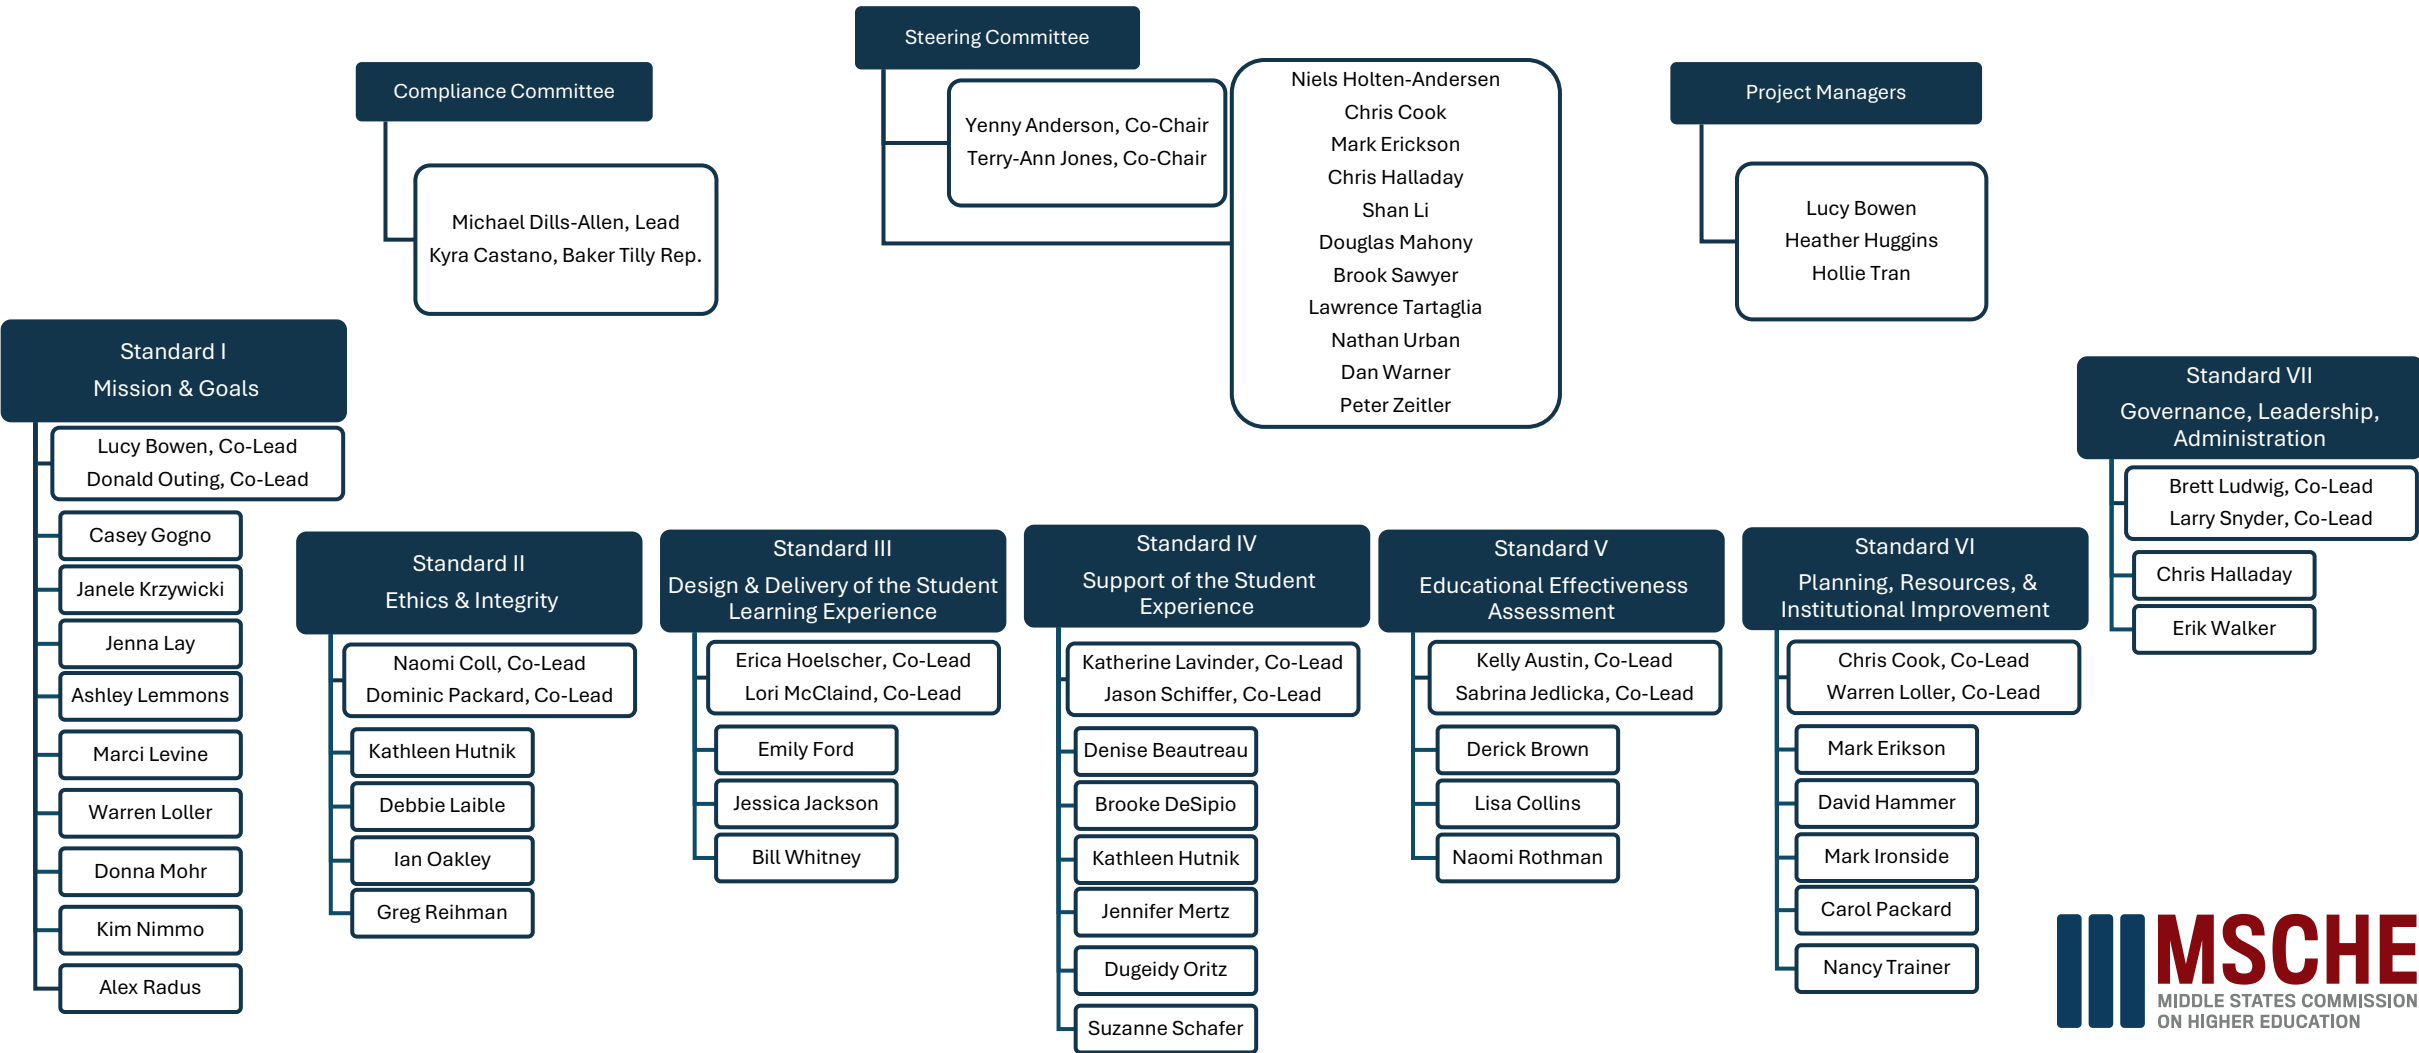 Steering Committee
Yenny Anderson, Co-Chair
Terry-Ann Jones, Co-Chair
Niels Holten-Andersen
Chris Cook
Mark Erickson
Chris Halladay
Shan Li
Douglas Mahony
Brook Sawyer
Lawrence Tartaglia
Nathan Urban
Dan Warner
Peter Zeitler
Compliance Committee
Michael Dills-Allen, Lead
Kyra Castano, Baker Tilly Rep.
Project Managers
Lucy Bowen
Heather Huggins
Hollie Tran
Standard I
Mission & Goals
Lucy Bowen, Co-Lead
Donald Outing, Co-Lead
Casey Gogno
Janele Krzywicki
Jenna Lay
Ashley Lemmons
Marci Levine
Warren Loller
Donna Mohr
Kim Nimmo
Alex Radus
Standard II
Ethics & Integrity
Naomi Coll, Co-Lead
Dominic Packard, Co-Lead
Kathleen Hutnik
Debbie Laible
Ian Oakley
Greg Reihman
Standard III
Design & Delivery of the Student
Learning Experience
Erica Hoelscher, Co-Lead
Lori McClaind, Co-Lead
Emily Ford
Jessica Jackson
Bill Whitney
Standard IV
Support of the Student
Experience
Katherine Lavinder, Co-Lead
Jason Schiffer, Co-Lead
Denise Beautreau
Brooke DeSipio
Kathleen Hutnik
Jennifer Mertz
Dugeidy Oritz
Suzanne Schafer
Standard V
Educational Effectiveness
Assessment
Kelly Austin, Co-Lead
Sabrina Jedlicka, Co-Lead
Derick Brown
Lisa Collins
Naomi Rothman
Standard VI
Planning, Resources, &
Institutional Improvement
Chris Cook, Co-Lead
Warren Loller, Co-Lead
Mark Erikson
David Hammer
Mark Ironside
Carol Packard
Nancy Trainer
Standard VII
Governance, Leadership,
Administration
Brett Ludwig, Co-Lead
Larry Snyder, Co-Lead
Chris Halladay
Erik Walker
MSCHE
MIDDLE STATES COMMISSION
ON HIGHER EDUCATION